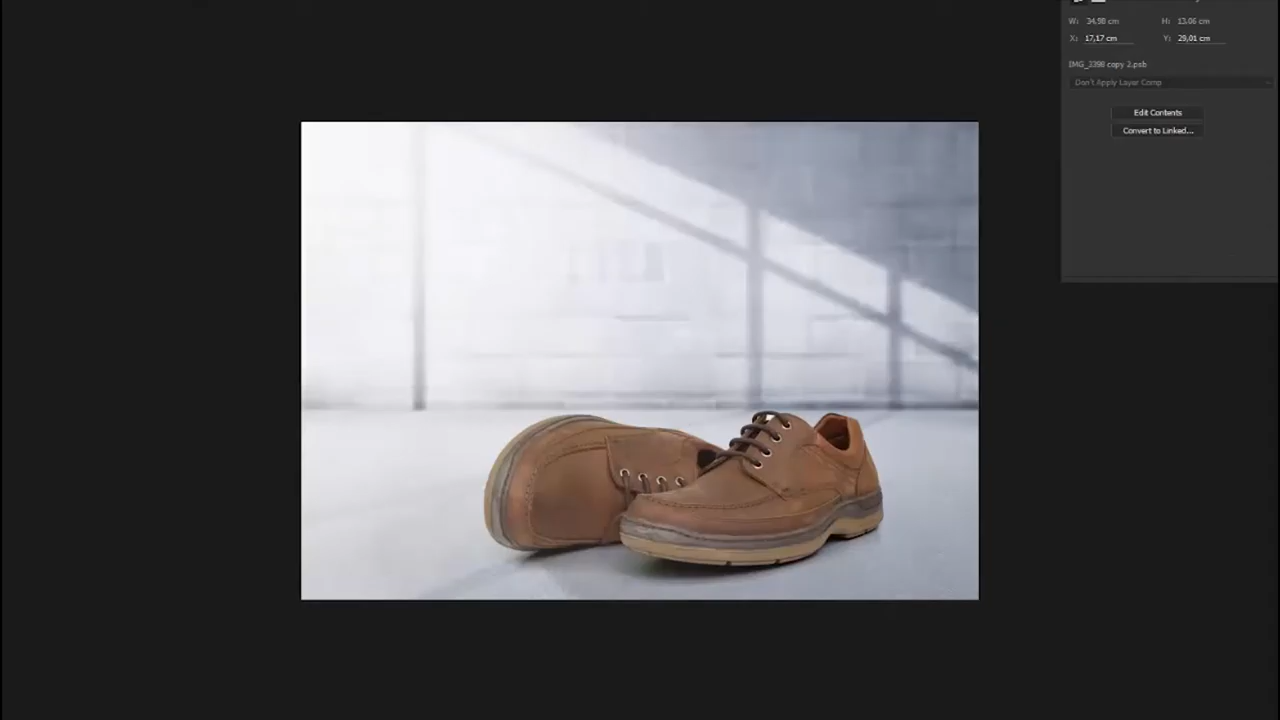 W: 34,98 cm H: 13,06 cm
X: 17,17 cm Y: 29,01 cm
IMG_3398 copy 2.psb
Don't Apply Layer Comp
Edit Contents
Convert to Linked...